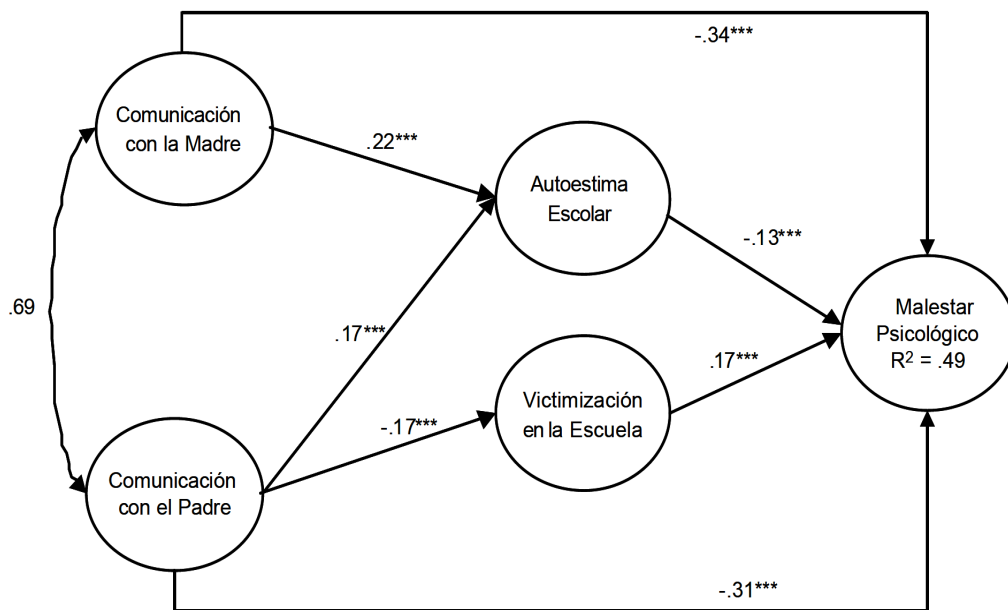 -.34***
Comunicación
con la Madre
.22***
Autoestima
Escolar
-.13***
.69
.17***
Malestar
Psicológico
R² = .49
.17***
Victimización
en la Escuela
-.17***
Comunicación
con el Padre
-.31***